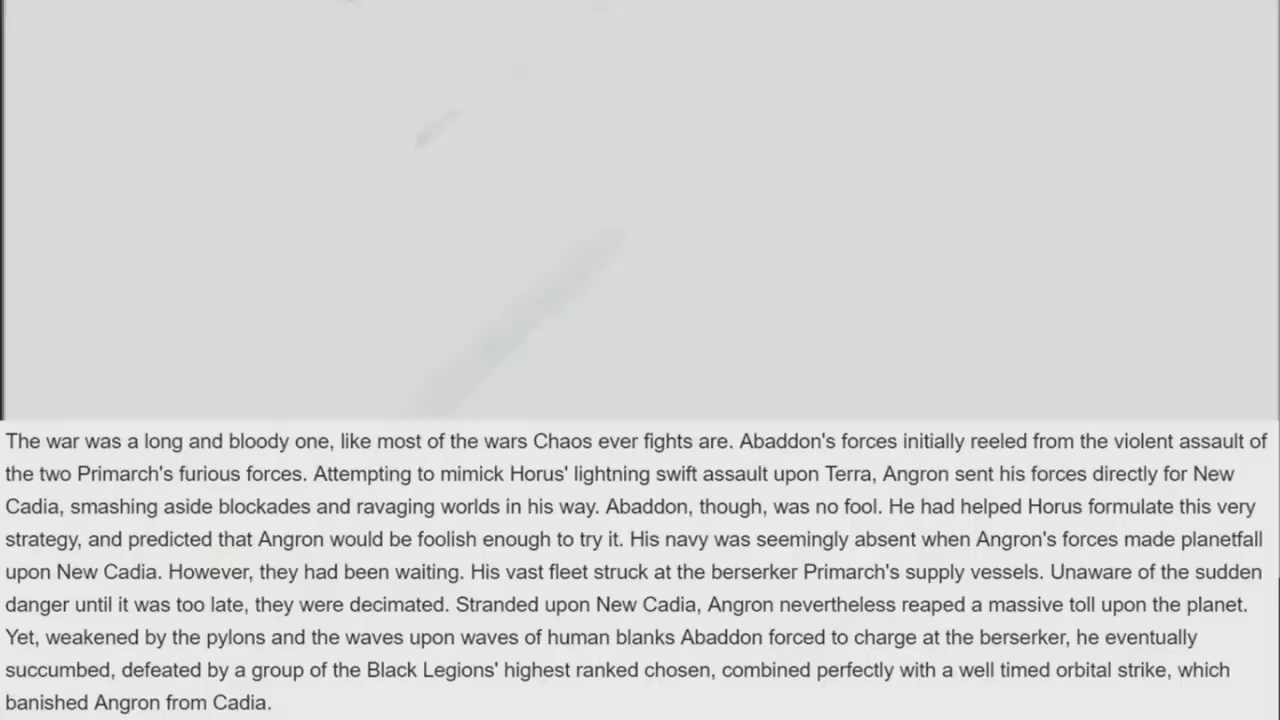 The war was a long and bloody one, like most of the wars Chaos ever fights are. Abaddon's forces initially reeled from the violent assault of
the two Primarch's furious forces. Attempting to mimick Horus' lightning swift assault upon Terra, Angron sent his forces directly for New
Cadia, smashing aside blockades and ravaging worlds in his way. Abaddon, though, was no fool. He had helped Horus formulate this very
strategy, and predicted that Angron would be foolish enough to try it. His navy was seemingly absent when Angron's forces made planetfall
upon New Cadia. However, they had been waiting. His vast fleet struck at the berserker Primarch's supply vessels. Unaware of the sudden
danger until it was too late, they were decimated. Stranded upon New Cadia, Angron nevertheless reaped a massive toll upon the planet.
Yet, weakened by the pylons and the waves upon waves of human blanks Abaddon forced to charge at the berserker, he eventually
succumbed, defeated by a group of the Black Legions' highest ranked chosen, combined perfectly with a well timed orbital strike, which
banished Angron from Cadia.